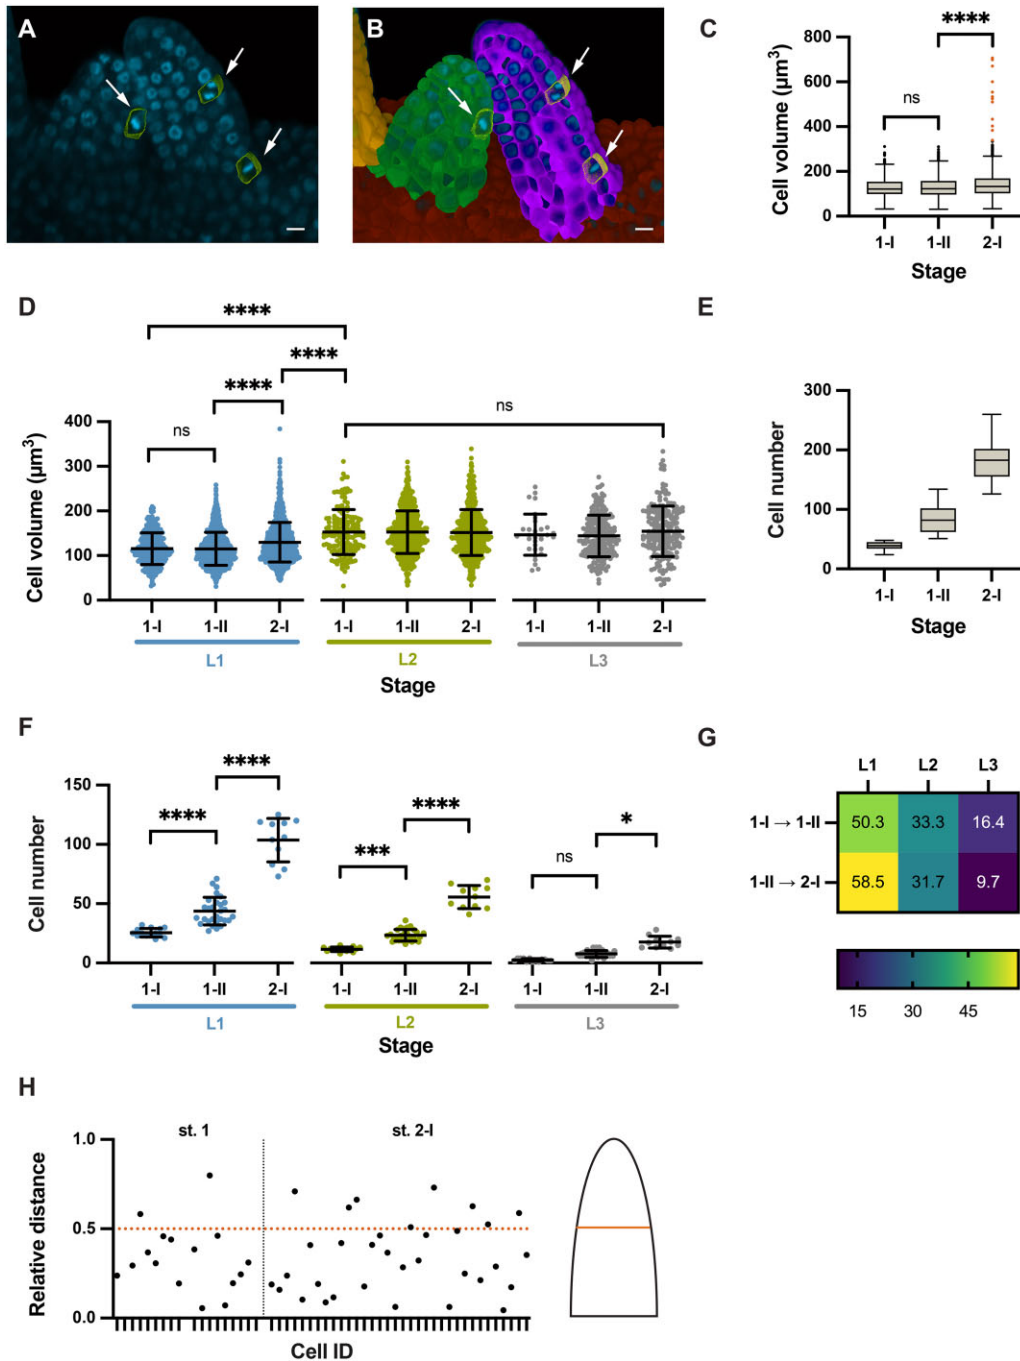 A
B
C
****
ns
Cell volume (µm³)
800
600
400
200
0
1-I 1-II 2-I
Stage
D
****
****
****
ns
ns
Cell volume (µm³)
400
300
200
100
0
1-I 1-II 2-I 1-I 1-II 2-I 1-I 1-II 2-I
L1 L2 L3
Stage
E
Cell number
300
200
100
0
1-I 1-II 2-I
Stage
F
****
****
****
***
*
ns
Cell number
150
100
50
0
1-I 1-II 2-I 1-I 1-II 2-I 1-I 1-II 2-I
L1 L2 L3
Stage
G
L1 L2 L3
1-I → 1-II 50.3 33.3 16.4
1-II → 2-I 58.5 31.7 9.7
15 30 45
H
st. 1 st. 2-I
Relative distance
1.0
0.5
0.0
Cell ID